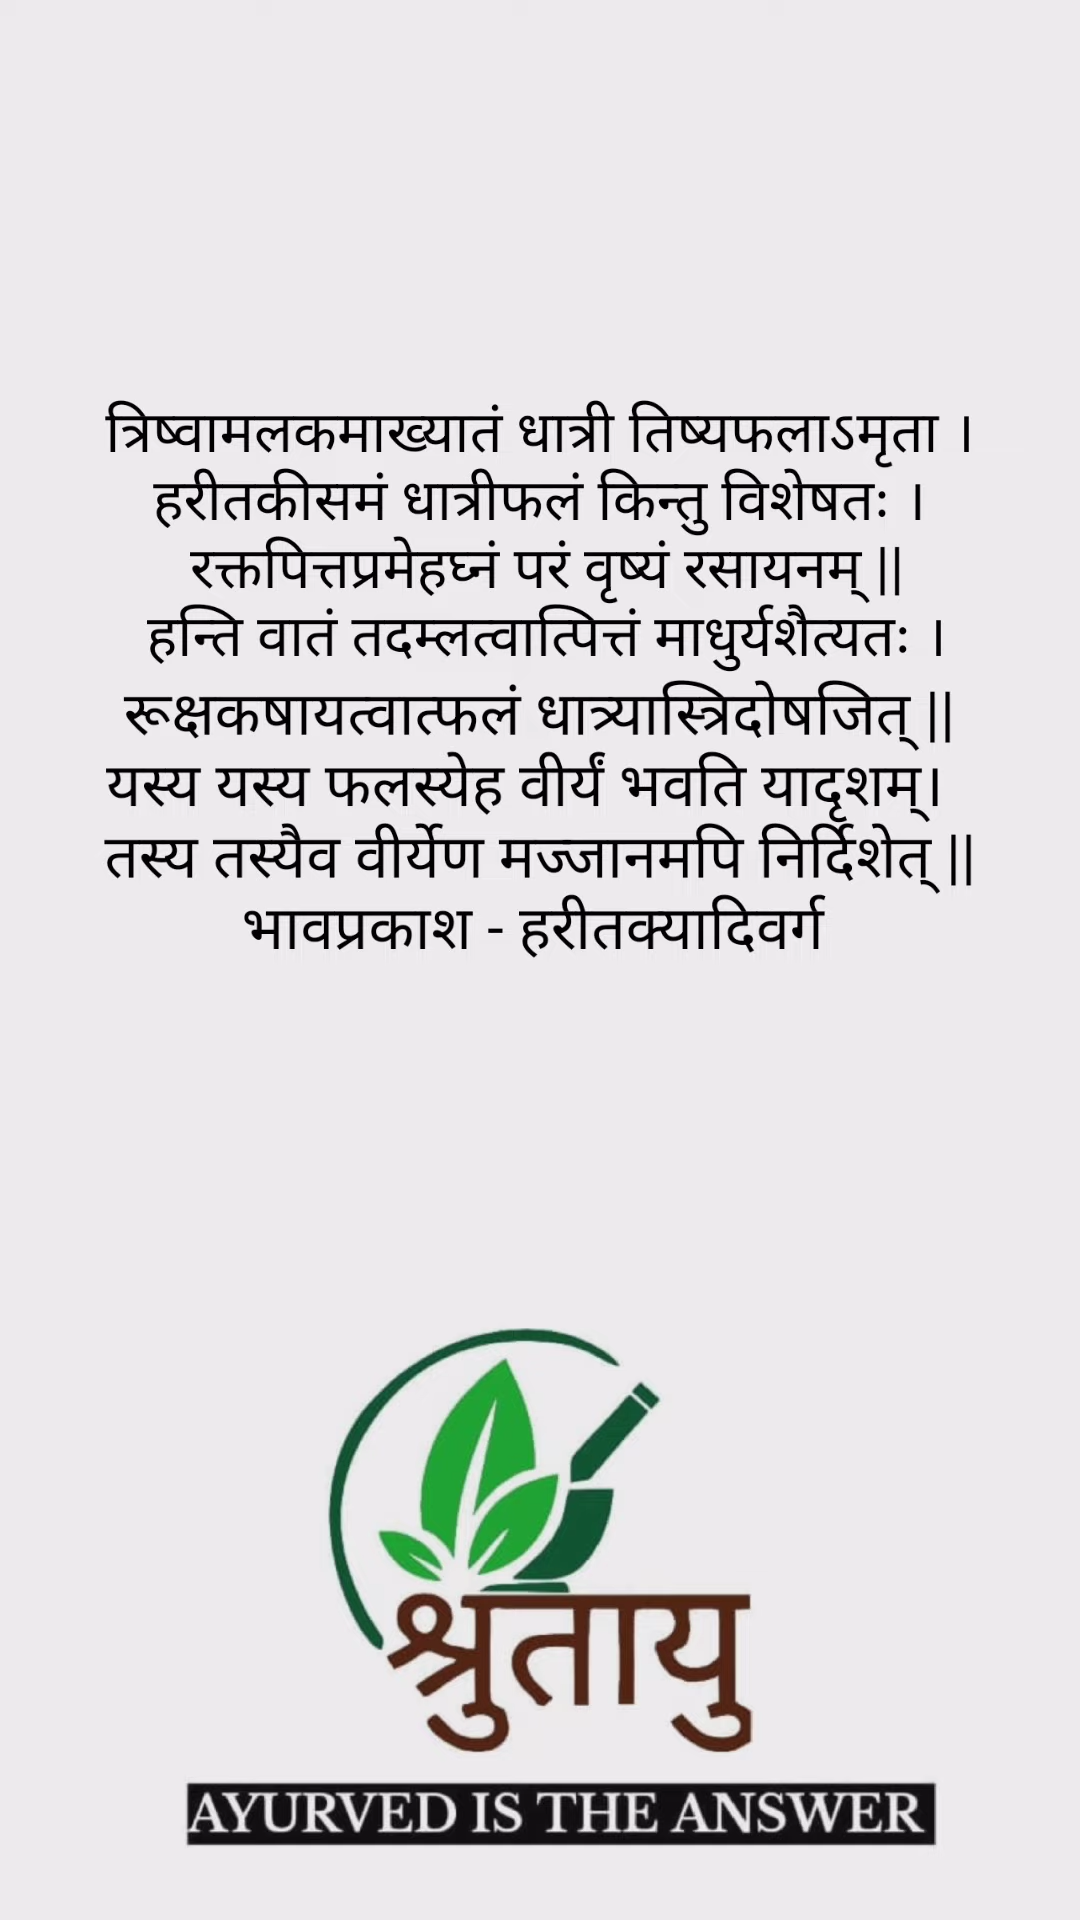 त्रिष्वामलकमाख्यातं धात्री तिष्यफलाऽमृता ।
हरीतकीसमं धात्रीफलं किन्तु विशेषतः ।
रक्तपित्तप्रमेहघ्नं परं वृष्यं रसायनम् ||
हन्ति वातं तदम्लत्वात्पित्तं माधुर्यशैत्यतः ।
रूक्षकषायत्वात्फलं धात्र्यास्त्रिदोषजित् ||
यस्य यस्य फलस्येह वीर्यं भवति यादृशम्।
तस्य तस्यैव वीर्येण मज्जानमपि निर्दिशेत् ||
भावप्रकाश - हरीतक्यादिवर्ग
श्रुतायु
AYURVED IS THE ANSWER